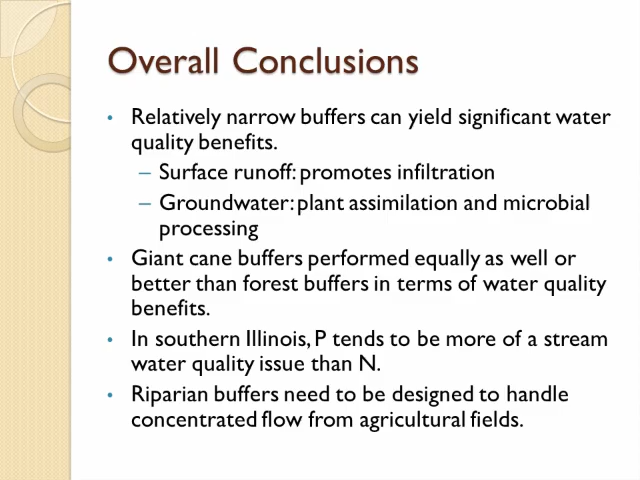 Overall Conclusions
• Relatively narrow buffers can yield significant water
quality benefits.
– Surface runoff: promotes infiltration
– Groundwater: plant assimilation and microbial
processing
• Giant cane buffers performed equally as well or
better than forest buffers in terms of water quality
benefits.
• In southern Illinois, P tends to be more of a stream
water quality issue than N.
• Riparian buffers need to be designed to handle
concentrated flow from agricultural fields.